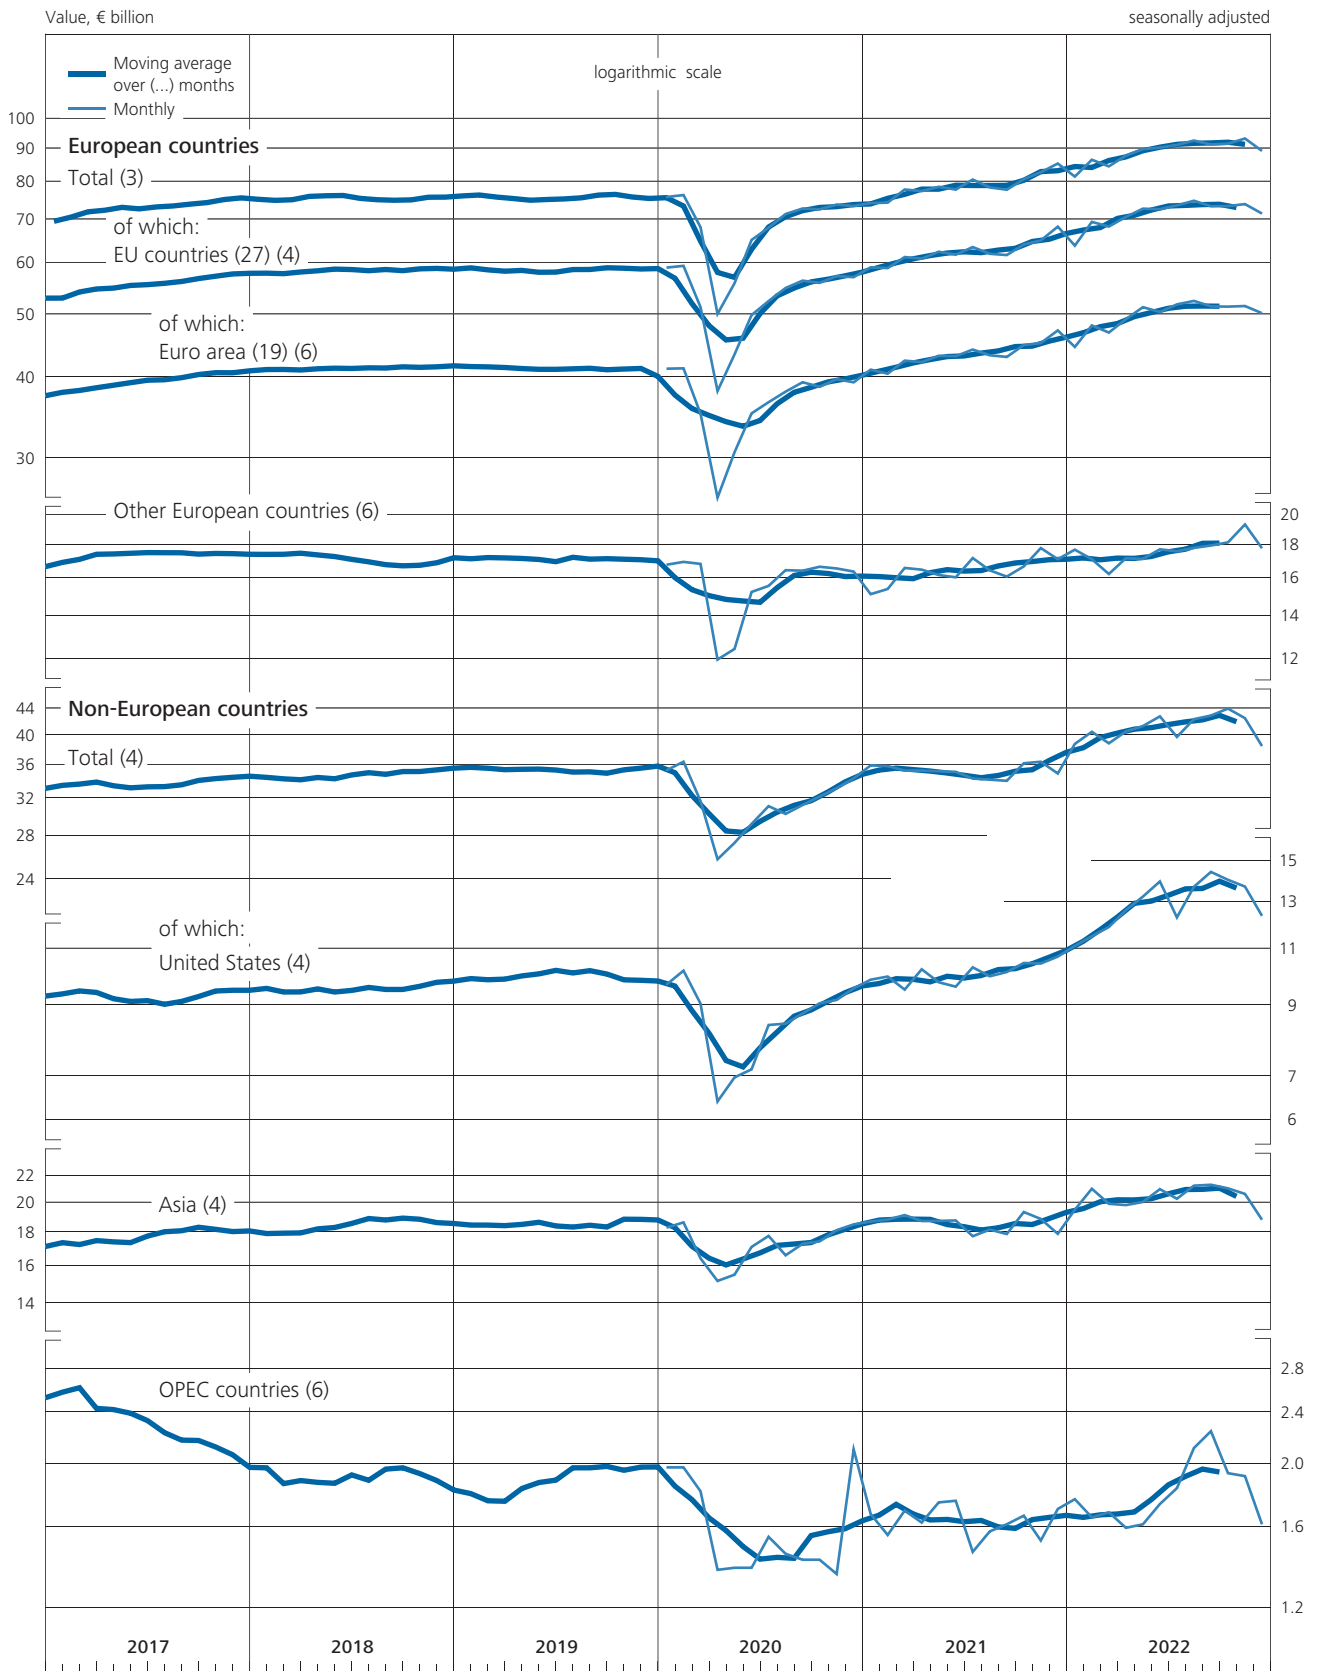 Value, € billion
seasonally adjusted
Moving average
over (...) months
Monthly
logarithmic scale
100
90
80
70
60
50
40
30
European countries
Total (3)
of which:
EU countries (27) (4)
of which:
Euro area (19) (6)
Other European countries (6)
20
18
16
14
12
44
40
36
32
28
24
Non-European countries
Total (4)
15
13
11
9
7
6
of which:
United States (4)
22
20
18
16
14
Asia (4)
2.8
2.4
2.0
1.6
1.2
OPEC countries (6)
2017 2018 2019 2020 2021 2022